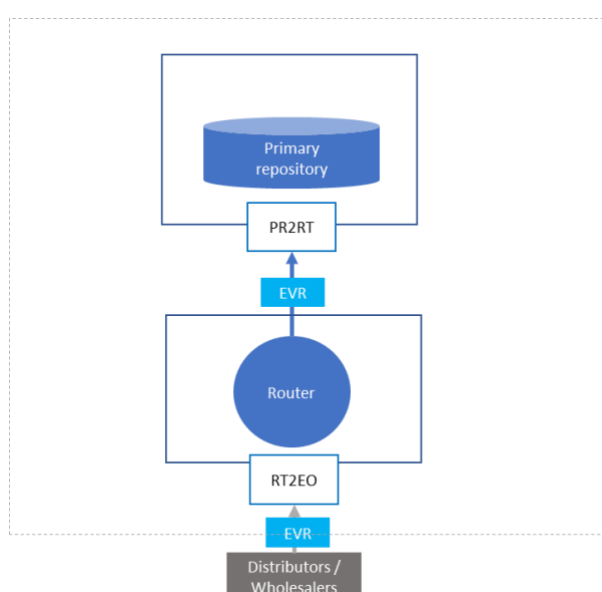 Primary
repository
PR2RT
EVR
Router
RT2EO
EVR
Distributors /
Wholesalers